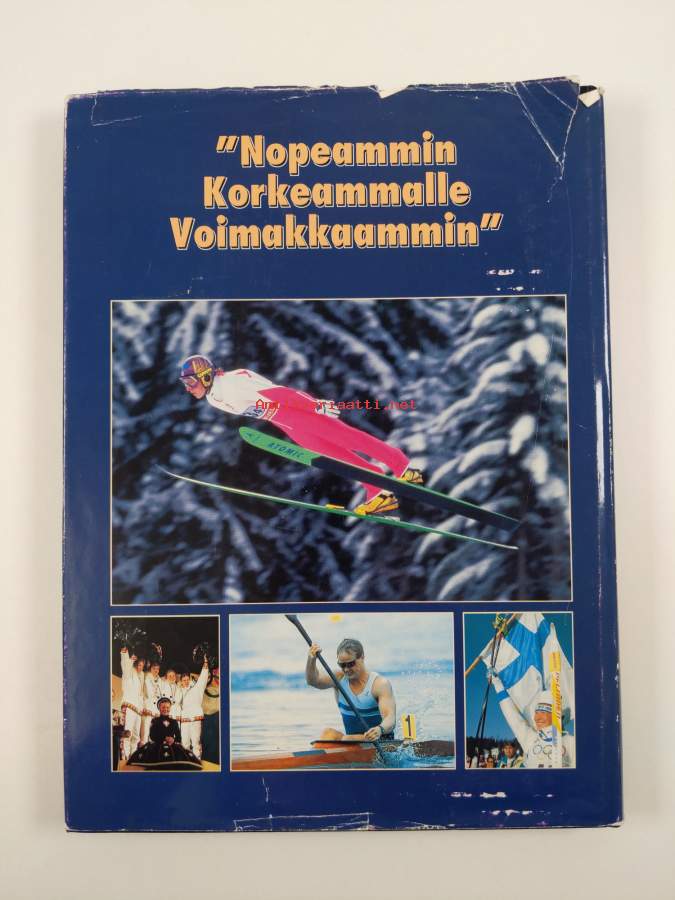 "Nopeammin
Korkeammalle
Voimakkaammin"
ATOMIC
1